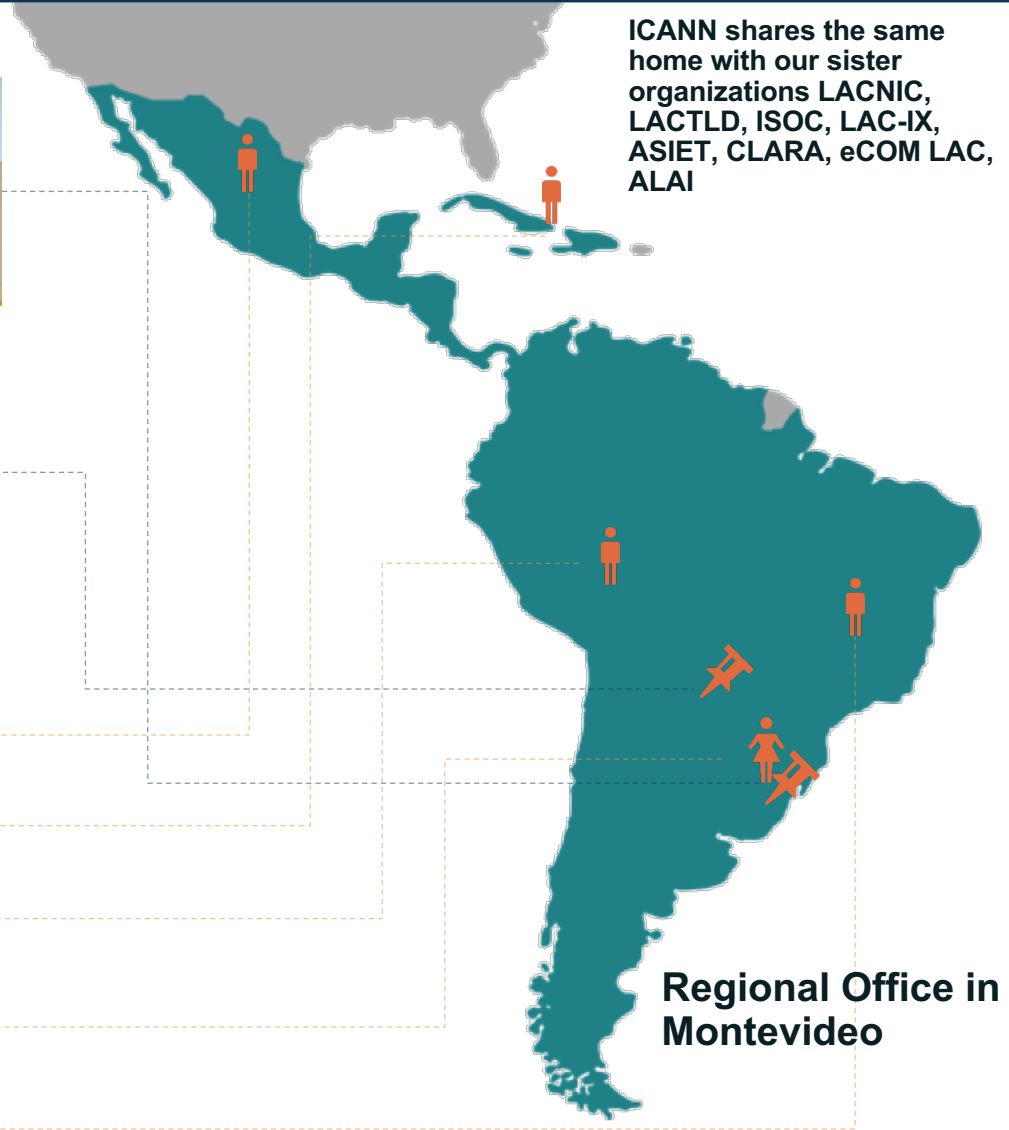 ICANN shares the same
home with our sister
organizations LACNIC,
LACTLD, ISOC, LAC-IX,
ASIET, CLARA, eCOM LAC,
ALAI
Regional Office in
Montevideo